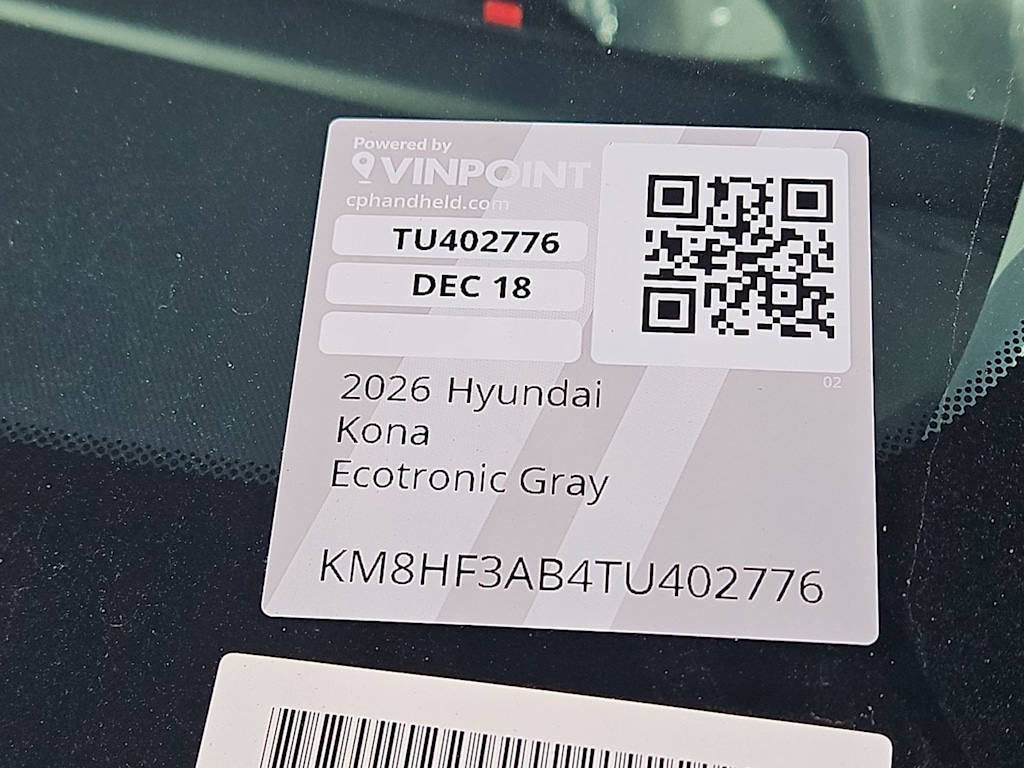 Powered by
VINPOINT
cphandheld.com
TU402776
DEC 18
02
2026 Hyundai
Kona
Ecotronic Gray
KM8HF3AB4TU402776